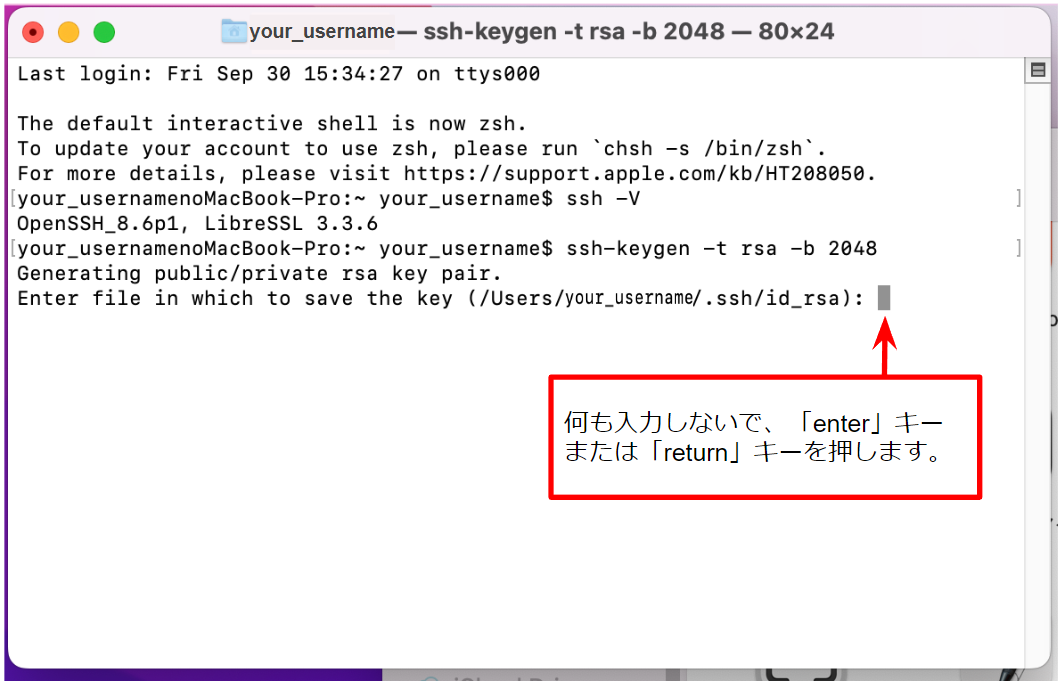 your_username — ssh-keygen -t rsa -b 2048 — 80×24
Last login: Fri Sep 30 15:34:27 on ttys000
The default interactive shell is now zsh.
To update your account to use zsh, please run `chsh -s /bin/zsh`.
For more details, please visit https://support.apple.com/kb/HT208050.
[your_usernamenoMacBook-Pro:~ your_username$ ssh -V ]
OpenSSH_8.6p1, LibreSSL 3.3.6
[your_usernamenoMacBook-Pro:~ your_username$ ssh-keygen -t rsa -b 2048 ]
Generating public/private rsa key pair.
Enter file in which to save the key (/Users/your_username/.ssh/id_rsa):
何も入力しないで、「enter」キー
または「return」キーを押します。